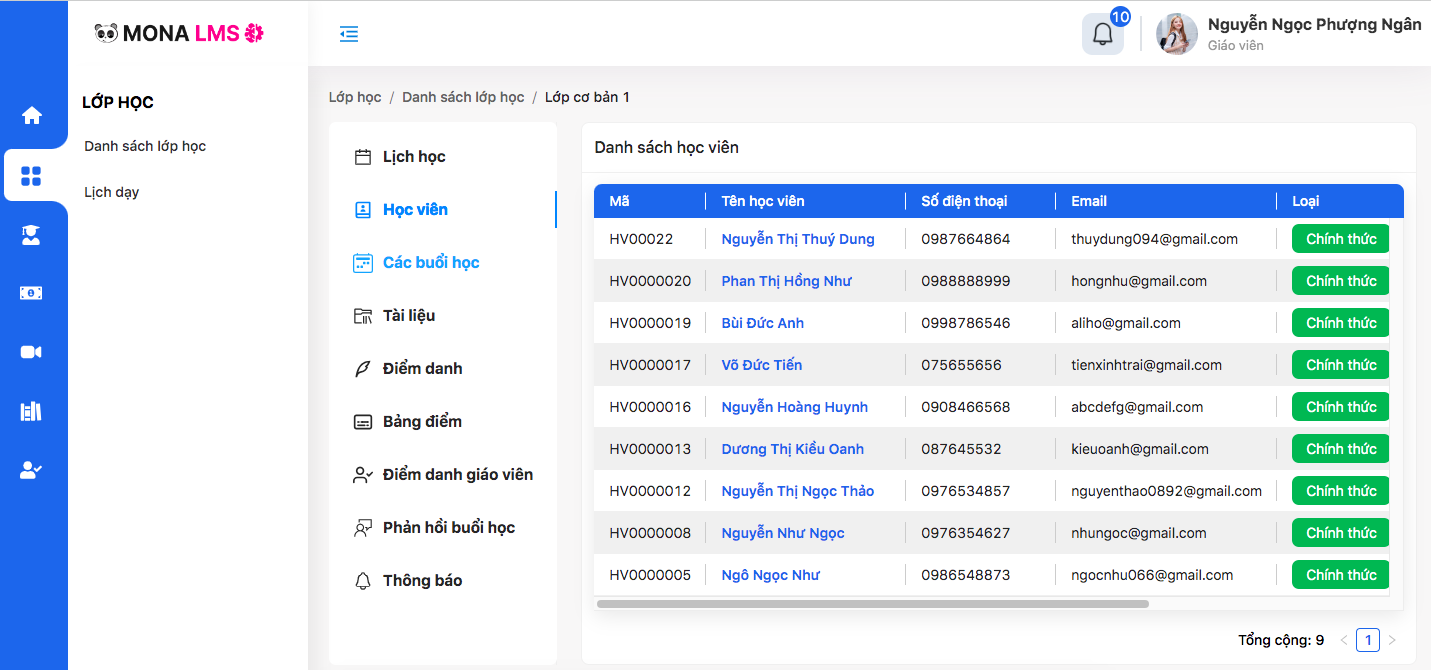 MONA LMS
LỚP HỌC
Danh sách lớp học
Lịch dạy
10
Nguyễn Ngọc Phượng Ngân
Giáo viên
Lớp học / Danh sách lớp học / Lớp cơ bản 1
Lịch học
Học viên
Các buổi học
Tài liệu
Điểm danh
Bảng điểm
Điểm danh giáo viên
Phản hồi buổi học
Thông báo
Danh sách học viên
Mã Tên học viên Số điện thoại Email Loại
HV00022 Nguyễn Thị Thuý Dung 0987664864 thuydung094@gmail.com Chính thức
HV0000020 Phan Thị Hồng Như 0988888999 hongnhu@gmail.com Chính thức
HV0000019 Bùi Đức Anh 0998786546 aliho@gmail.com Chính thức
HV0000017 Võ Đức Tiến 075655656 tienxinhtrai@gmail.com Chính thức
HV0000016 Nguyễn Hoàng Huynh 0908466568 abcdefg@gmail.com Chính thức
HV0000013 Dương Thị Kiều Oanh 087645532 kieuoanh@gmail.com Chính thức
HV0000012 Nguyễn Thị Ngọc Thảo 0976534857 nguyenthao0892@gmail.com Chính thức
HV0000008 Nguyễn Như Ngọc 0976354627 nhungoc@gmail.com Chính thức
HV0000005 Ngô Ngọc Như 0986548873 ngocnhu066@gmail.com Chính thức
Tổng cộng: 9 < 1 >